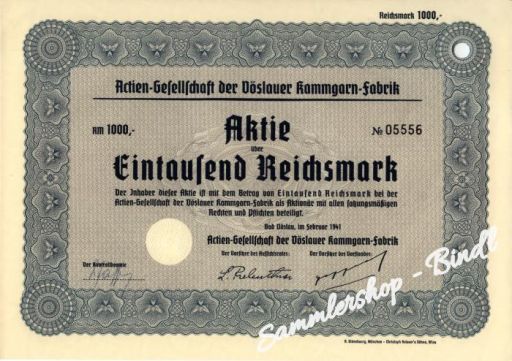 Reichsmark 1000,-
Actien-Gesellschaft der Vöslauer Kammgarn-Fabrik
RM 1000,-
Aktie
№ 05556
über
Eintausend Reichsmark
Der Inhaber dieser Aktie ist mit dem Betrag von Eintausend Reichsmark bei der
Actien-Gesellschaft der Vöslauer Kammgarn-Fabrik als Aktionär mit allen satzungsmäßigen
Rechten und Pflichten beteiligt.
Bad Vöslau, im Februar 1941
Actien-Gesellschaft der Vöslauer Kammgarn-Fabrik
Der Vorsitzer des Aufsichtsrates:
Der Vorsitzer des Vorstandes:
Der Kontrollbeamte
Sammlershop - Bindl